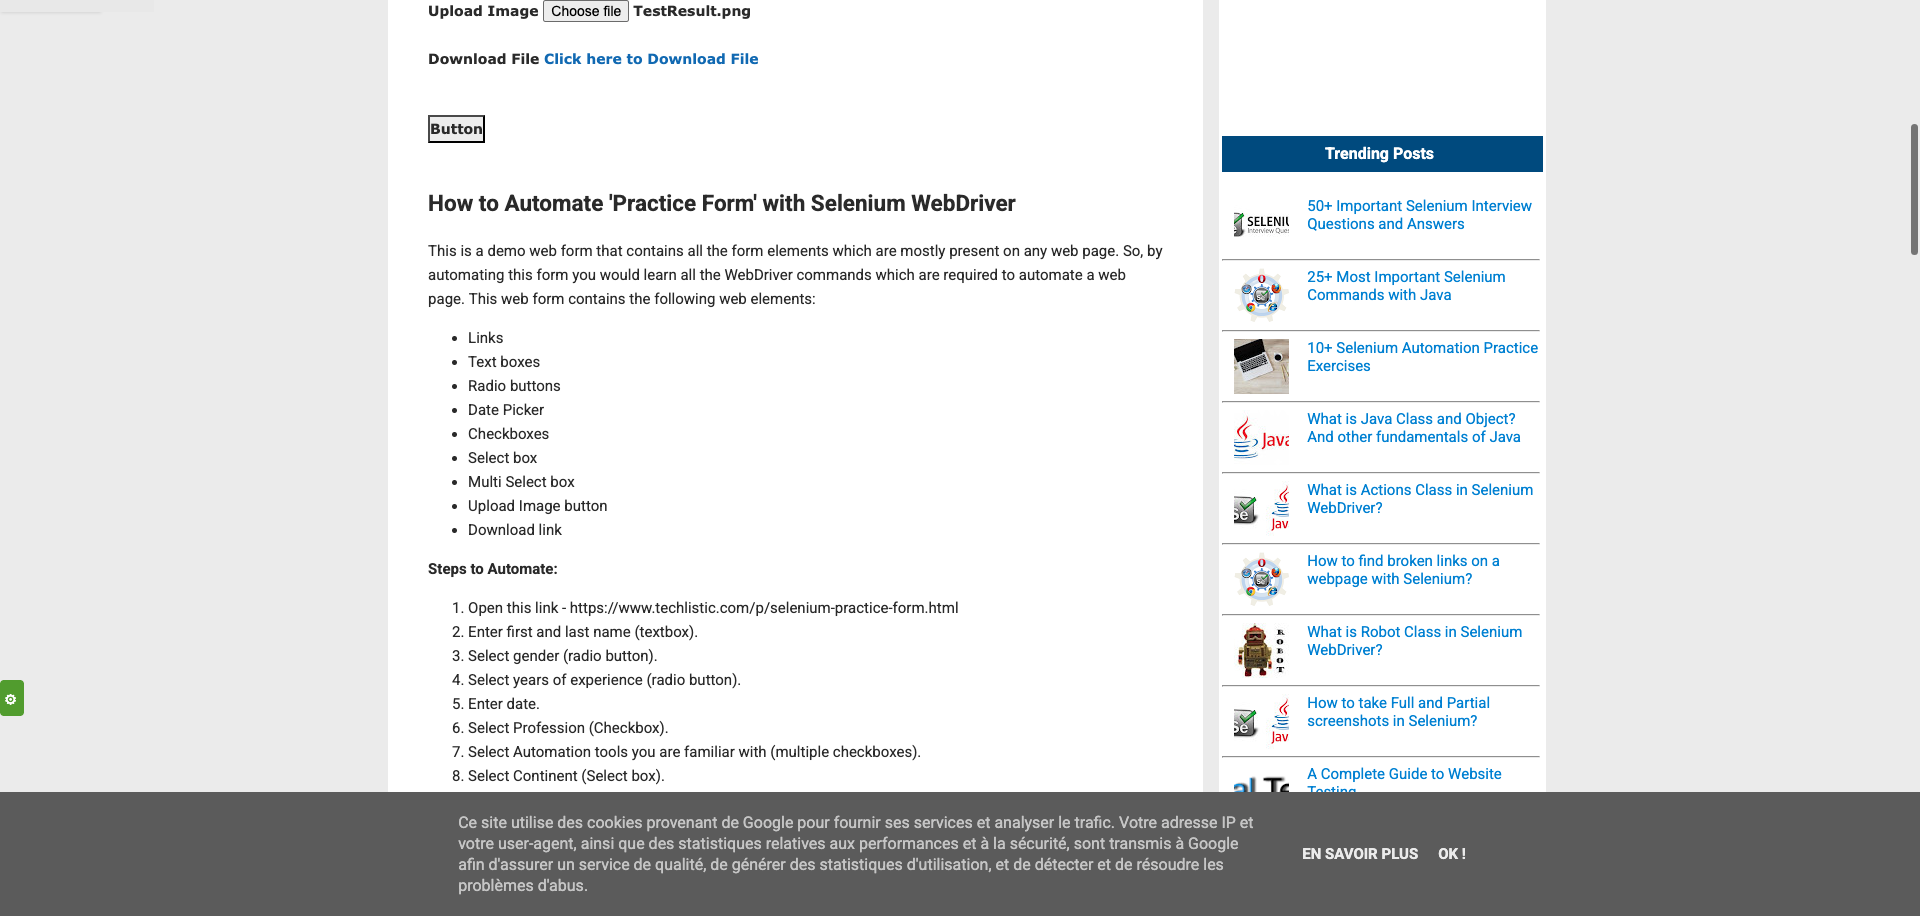 Upload Image Choose file TestResult.png
Download File Click here to Download File
Button
How to Automate 'Practice Form' with Selenium WebDriver
This is a demo web form that contains all the form elements which are mostly present on any web page. So, by
automating this form you would learn all the WebDriver commands which are required to automate a web
page. This web form contains the following web elements:
• Links
• Text boxes
• Radio buttons
• Date Picker
• Checkboxes
• Select box
• Multi Select box
• Upload Image button
• Download link
Steps to Automate:
1. Open this link - https://www.techlistic.com/p/selenium-practice-form.html
2. Enter first and last name (textbox).
3. Select gender (radio button).
4. Select years of experience (radio button).
5. Enter date.
6. Select Profession (Checkbox).
7. Select Automation tools you are familiar with (multiple checkboxes).
8. Select Continent (Select box).
Trending Posts
50+ Important Selenium Interview
Questions and Answers
25+ Most Important Selenium
Commands with Java
10+ Selenium Automation Practice
Exercises
Java
What is Java Class and Object?
And other fundamentals of Java
Se
Jav
What is Actions Class in Selenium
WebDriver?
How to find broken links on a
webpage with Selenium?
ROBOT
What is Robot Class in Selenium
WebDriver?
Se
Jav
How to take Full and Partial
screenshots in Selenium?
A Complete Guide to Website
Testing
Ce site utilise des cookies provenant de Google pour fournir ses services et analyser le trafic. Votre adresse IP et
votre user-agent, ainsi que des statistiques relatives aux performances et à la sécurité, sont transmis à Google
afin d'assurer un service de qualité, de générer des statistiques d'utilisation, et de détecter et de résoudre les
problèmes d'abus.
EN SAVOIR PLUS OK !